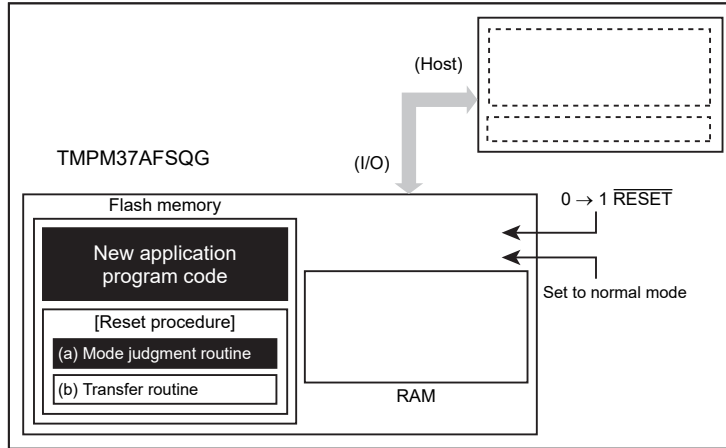 (Host)
TMPM37AFSQG
(I/O)
Flash memory
0 → 1 R̅E̅S̅E̅T̅
New application
program code
Set to normal mode
[Reset procedure]
(a) Mode judgment routine
(b) Transfer routine
RAM